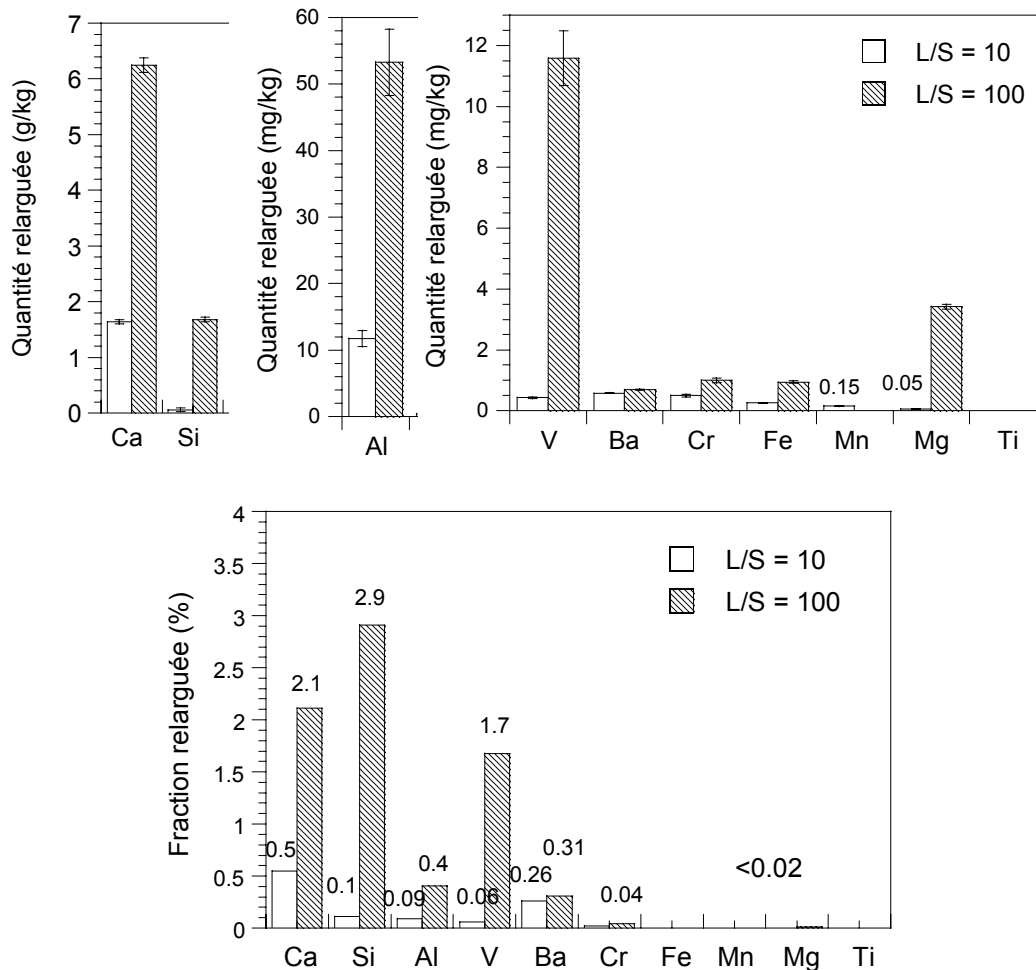 Quantité relarguée (g/kg)
7
6
5
4
3
2
1
0
Ca Si
Quantité relarguée (mg/kg)
60
50
40
30
20
10
0
Al
Quantité relarguée (mg/kg)
12
10
8
6
4
2
0
L/S = 10
L/S = 100
0.15 0.05
V Ba Cr Fe Mn Mg Ti
Fraction relarguée (%)
4
3.5
3
2.5
2
1.5
1
0.5
0
L/S = 10
L/S = 100
0.5 2.1 0.1 2.9 0.09 0.4 0.06 1.7 0.26 0.31 0.04 <0.02
Ca Si Al V Ba Cr Fe Mn Mg Ti